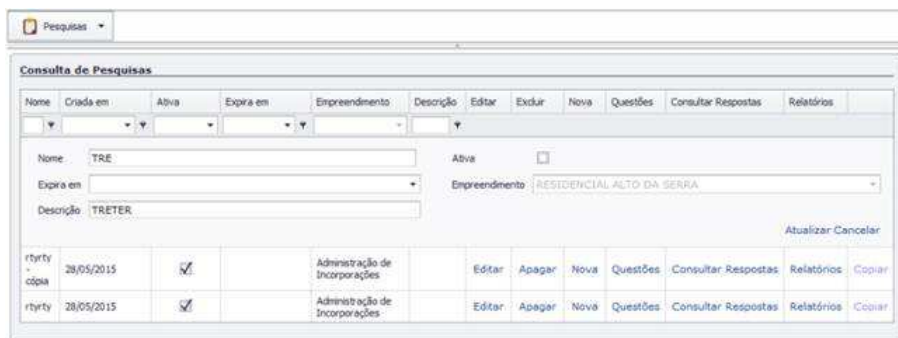 Pesquisas
Consulta de Pesquisas
Nome Criada em Ativa Expira em Empreendimento Descrição Editar Excluir Nova Questões Consultar Respostas Relatórios
Nome TRE Ativa
Expira em Empreendimento RESIDENCIAL ALTO DA SERRA
Descrição TRETER
Atualizar Cancelar
rtyrty - cópia 28/05/2015 Administração de Incorporações Editar Apagar Nova Questões Consultar Respostas Relatórios Copiar
rtyrty 28/05/2015 Administração de Incorporações Editar Apagar Nova Questões Consultar Respostas Relatórios Copiar